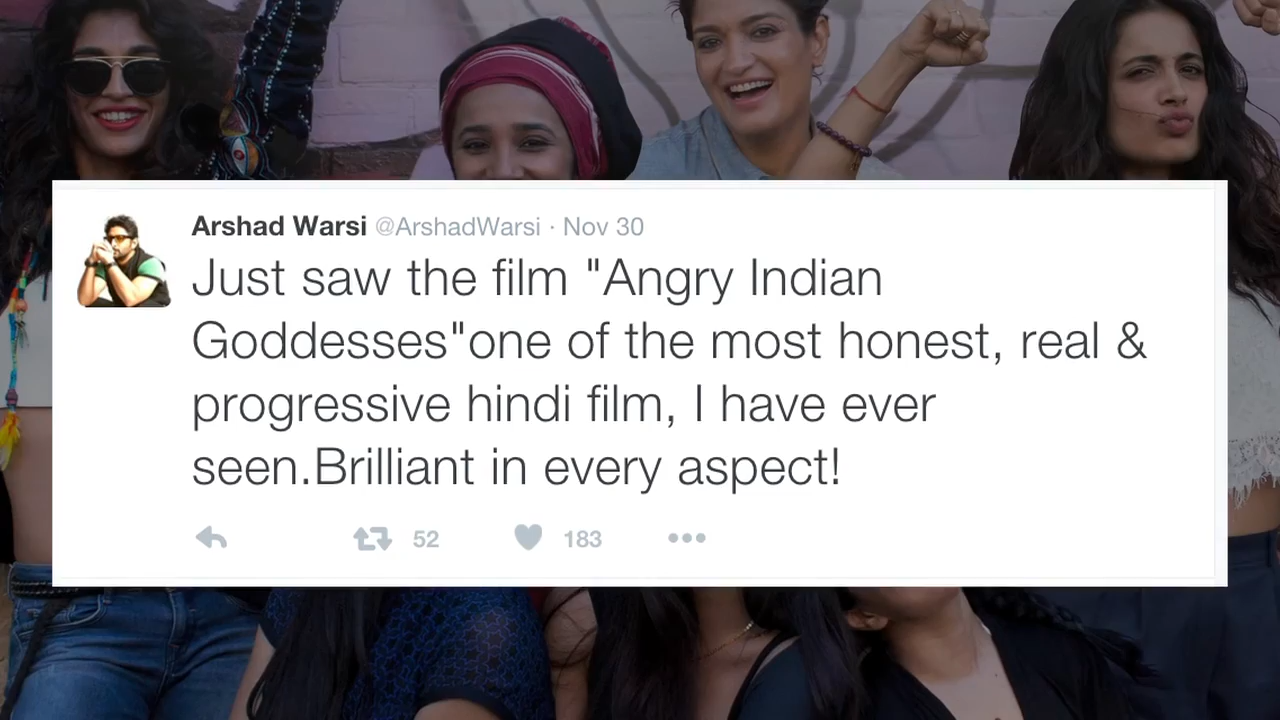 Arshad Warsi @ArshadWarsi · Nov 30
Just saw the film "Angry Indian
Goddesses"one of the most honest, real &
progressive hindi film, I have ever
seen.Brilliant in every aspect!
52 183